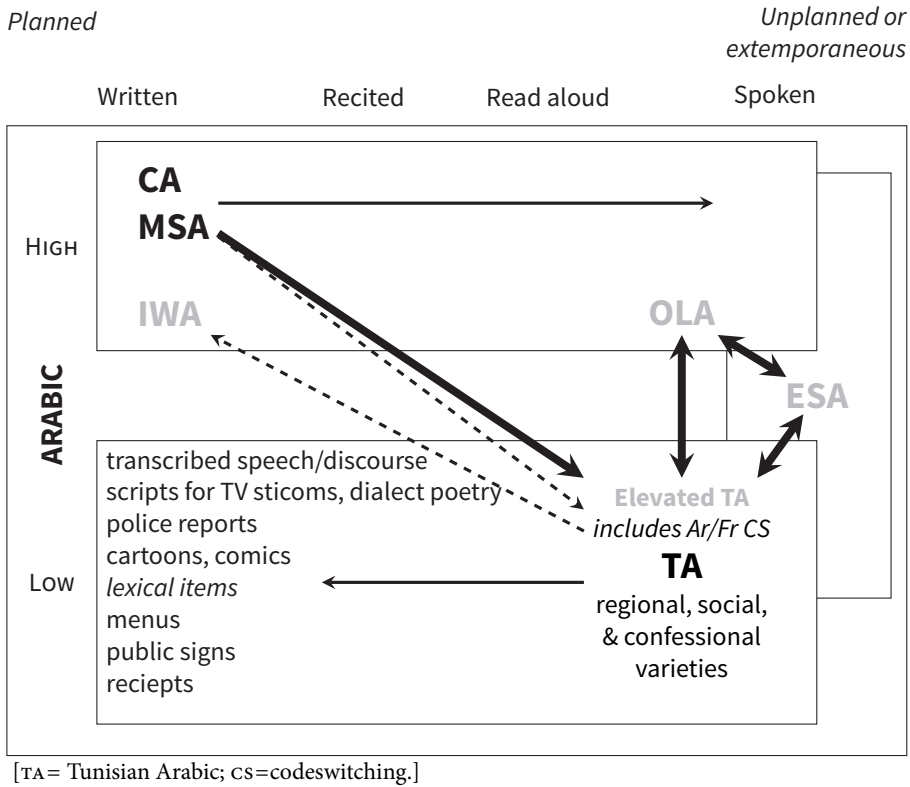 Planned
Unplanned or
extemporaneous
Written Recited Read aloud Spoken
CA
MSA
HIGH
IWA OLA
ARABIC
ESA
transcribed speech/discourse
scripts for TV sticoms, dialect poetry
police reports
cartoons, comics
lexical items
menus
public signs
reciepts
LOW
Elevated TA
includes Ar/Fr CS
TA
regional, social,
& confessional
varieties
[TA= Tunisian Arabic; CS=codeswitching.]